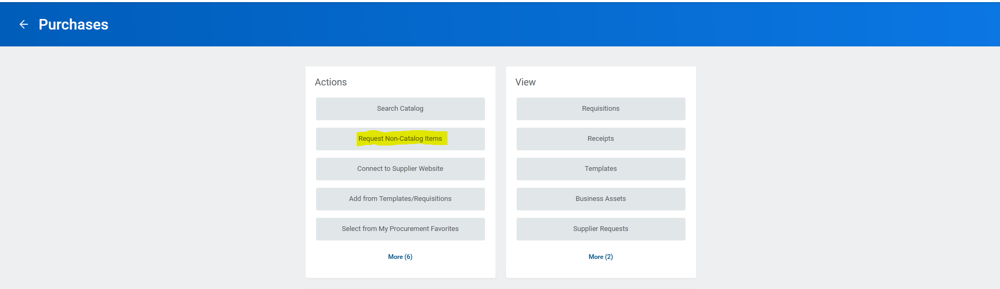 Purchases
Actions
Search Catalog
Request Non-Catalog Items
Connect to Supplier Website
Add from Templates/Requisitions
Select from My Procurement Favorites
More (6)
View
Requisitions
Receipts
Templates
Business Assets
Supplier Requests
More (2)